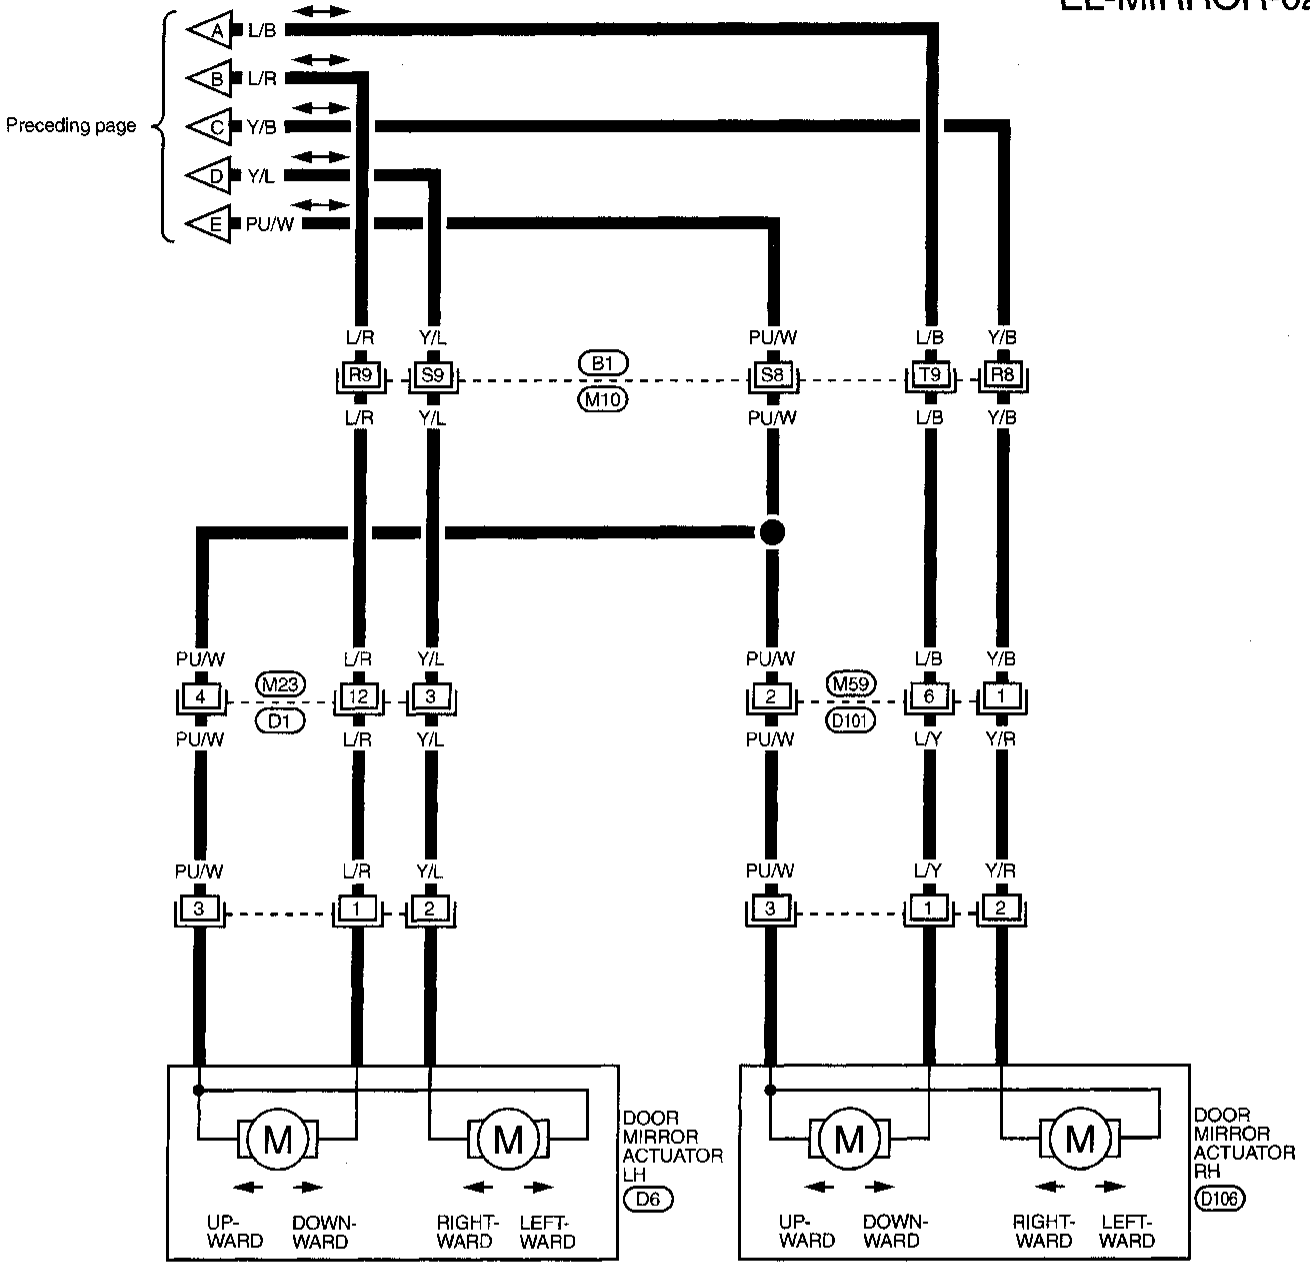 EL-MIRROR-02
A L/B
B L/R
Preceding page
C Y/B
D Y/L
E PU/W
L/R Y/L PU/W L/B Y/B
R9 S9 B1 S8 T9 R8
M10
L/R Y/L PU/W L/B Y/B
PU/W L/R Y/L PU/W L/B Y/B
4 M23 12 3 2 M59 6 1
D1 D101
PU/W L/R Y/L PU/W L/Y Y/R
PU/W L/R Y/L PU/W L/Y Y/R
3 1 2 3 1 2
M M
DOOR
MIRROR
ACTUATOR
LH
D6
UP-
WARD
DOWN-
WARD
RIGHT-
WARD
LEFT-
WARD
M M
DOOR
MIRROR
ACTUATOR
RH
D106
UP-
WARD
DOWN-
WARD
RIGHT-
WARD
LEFT-
WARD